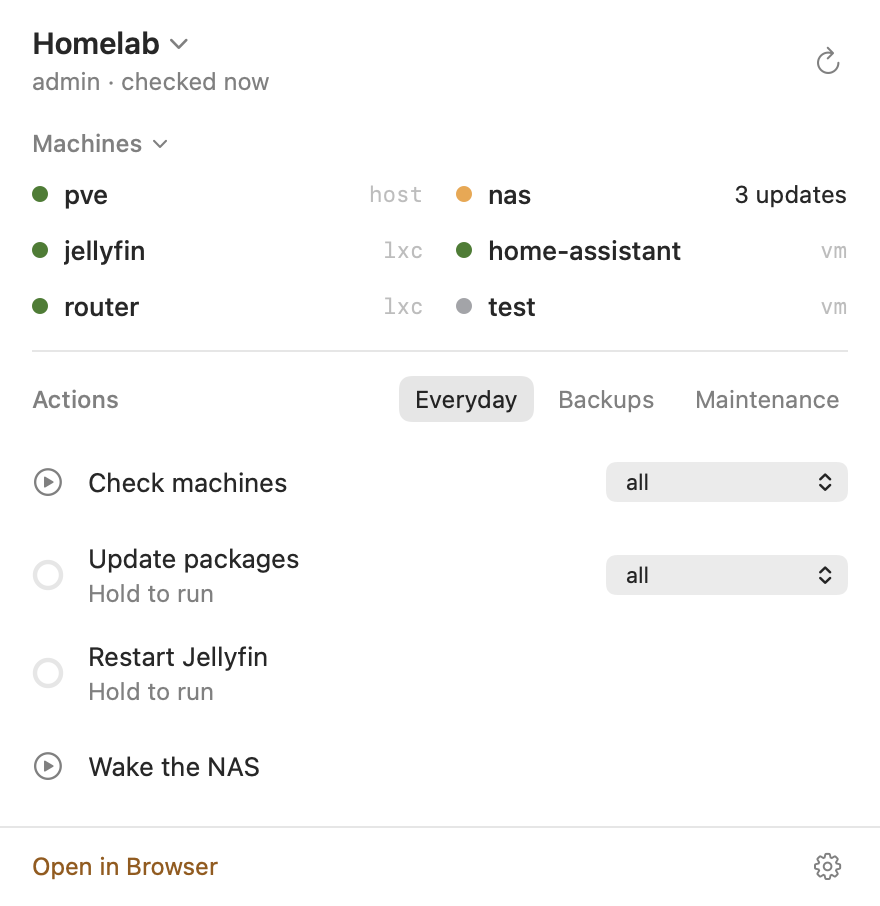 Homelab
admin · checked now
Machines
pve host nas 3 updates
jellyfin lxc home-assistant vm
router lxc test vm
Actions Everyday Backups Maintenance
Check machines all
Update packages all
Hold to run
Restart Jellyfin
Hold to run
Wake the NAS
Open in Browser